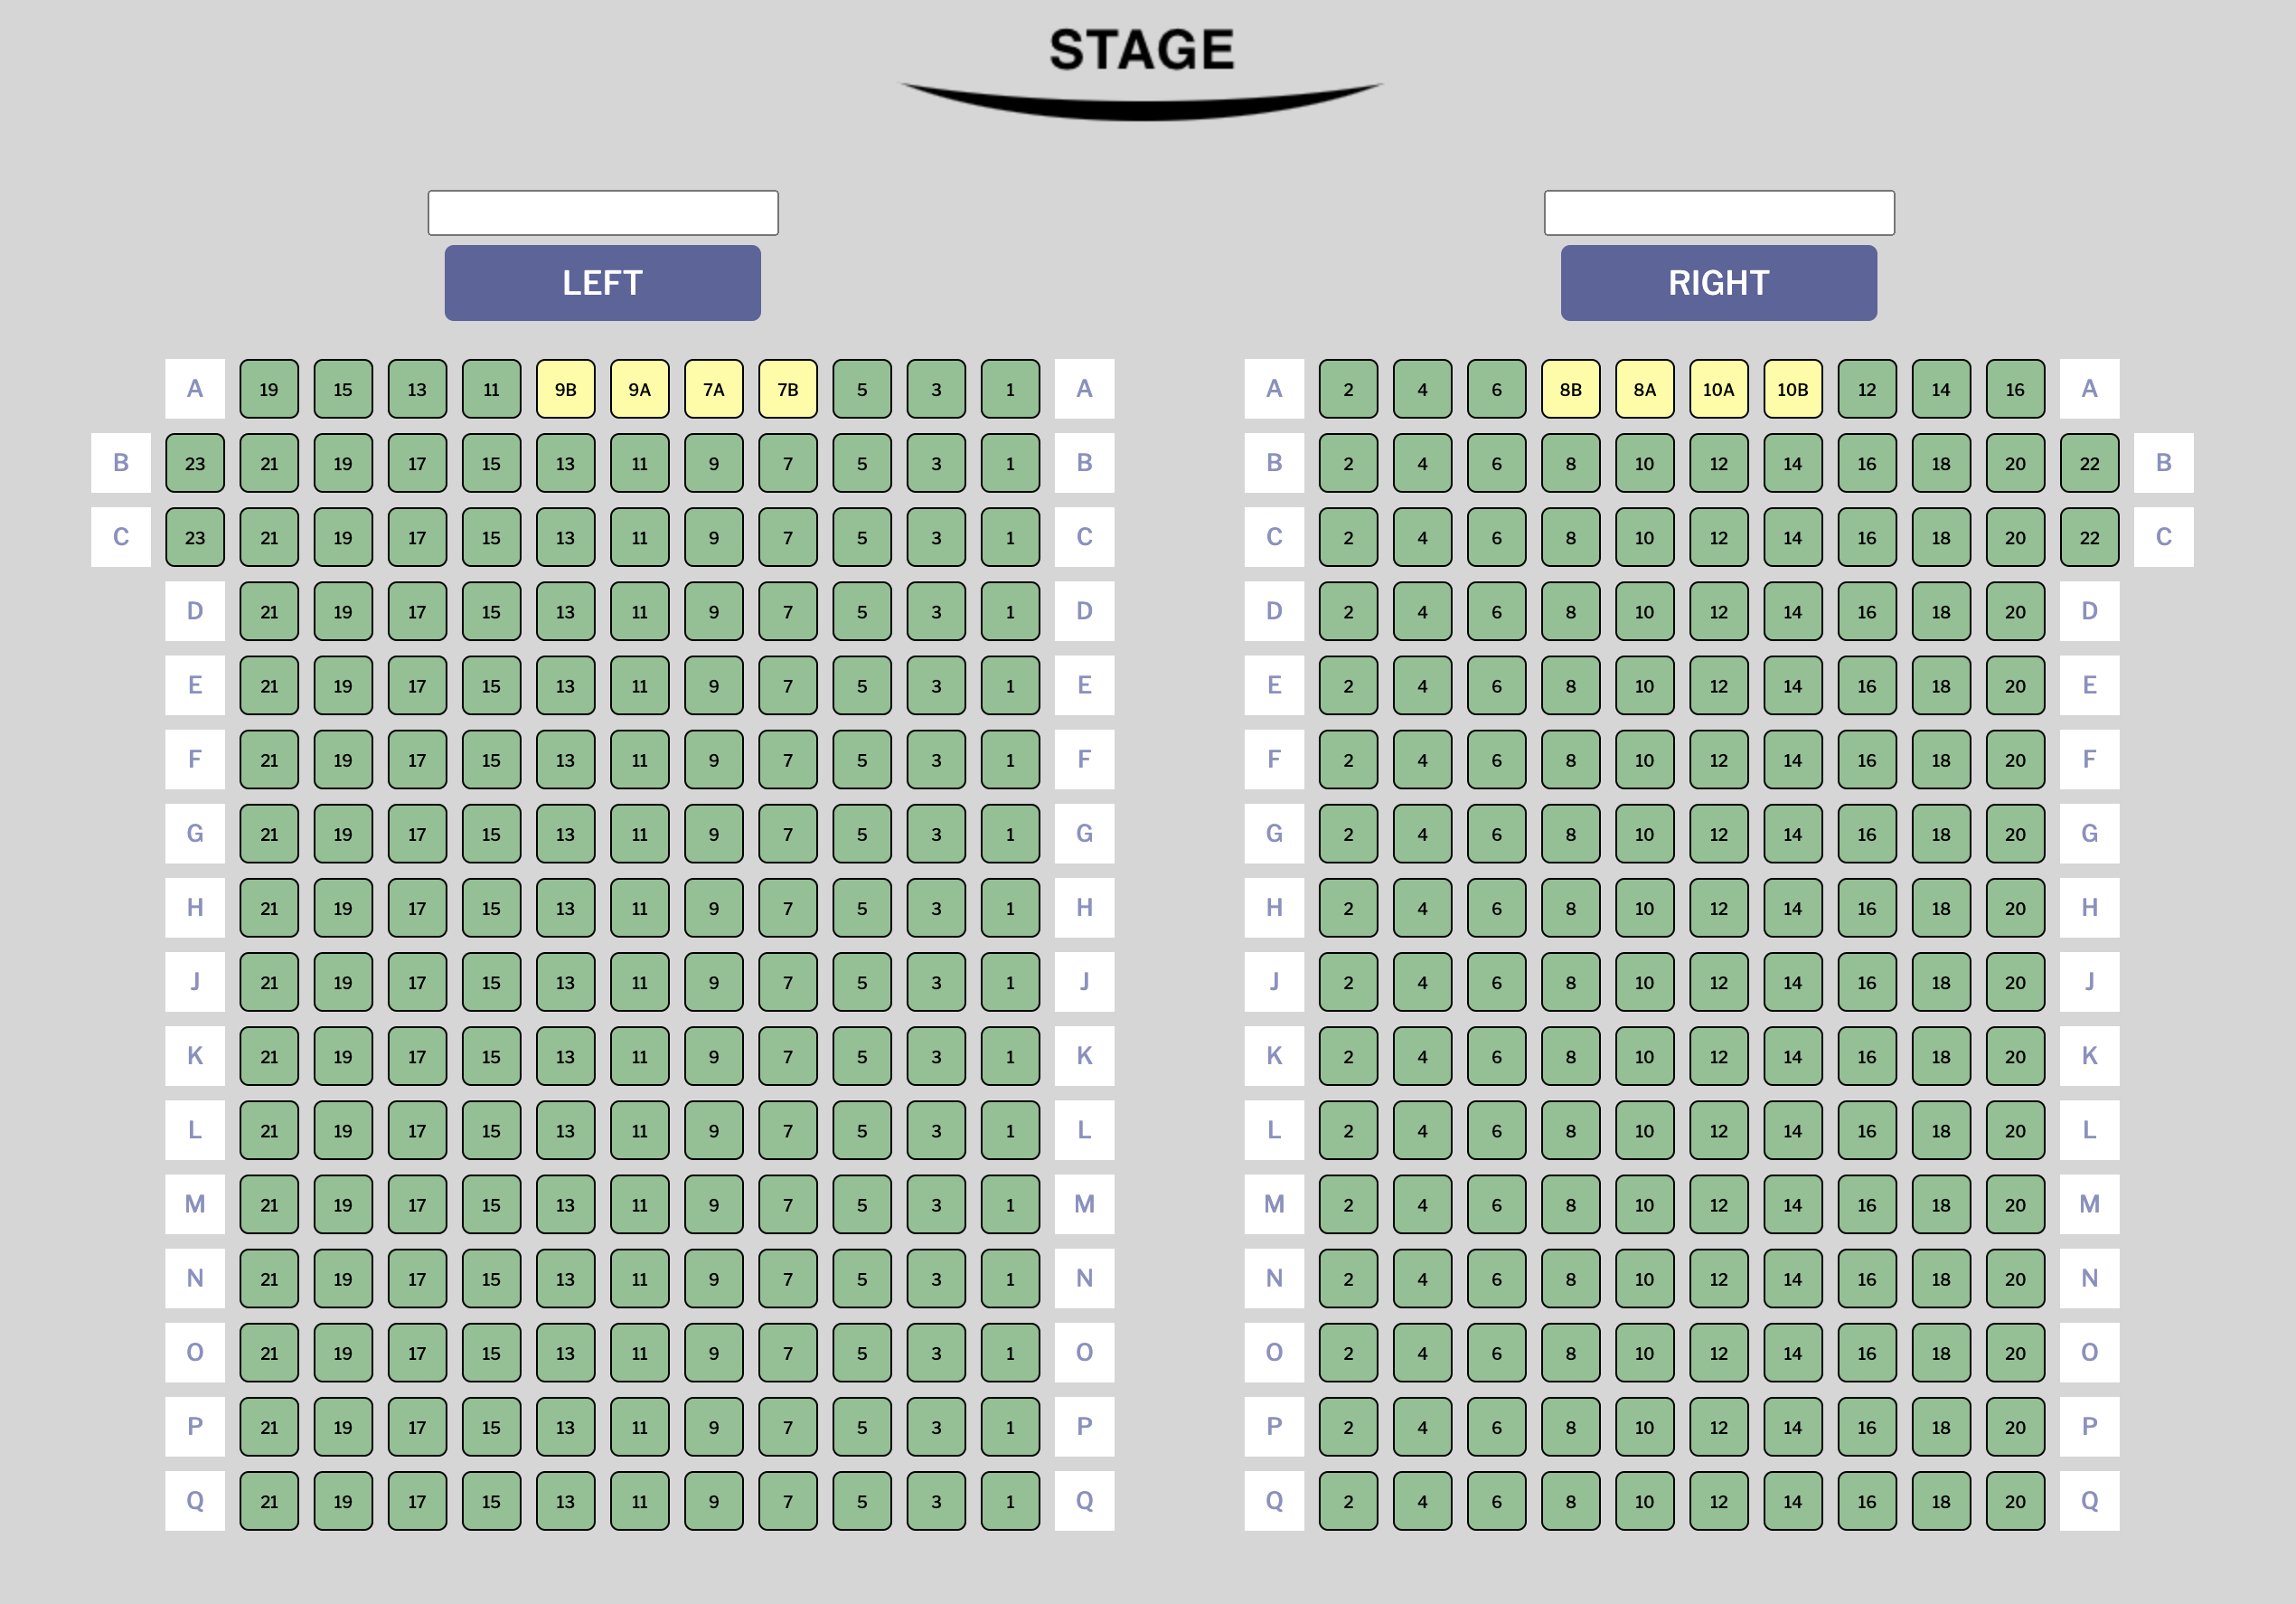 STAGE
LEFT RIGHT
A 19 15 13 11 9B 9A 7A 7B 5 3 1 A A 2 4 6 8B 8A 10A 10B 12 14 16 A
B 23 21 19 17 15 13 11 9 7 5 3 1 B B 2 4 6 8 10 12 14 16 18 20 22 B
C 23 21 19 17 15 13 11 9 7 5 3 1 C C 2 4 6 8 10 12 14 16 18 20 22 C
D 21 19 17 15 13 11 9 7 5 3 1 D D 2 4 6 8 10 12 14 16 18 20 D
E 21 19 17 15 13 11 9 7 5 3 1 E E 2 4 6 8 10 12 14 16 18 20 E
F 21 19 17 15 13 11 9 7 5 3 1 F F 2 4 6 8 10 12 14 16 18 20 F
G 21 19 17 15 13 11 9 7 5 3 1 G G 2 4 6 8 10 12 14 16 18 20 G
H 21 19 17 15 13 11 9 7 5 3 1 H H 2 4 6 8 10 12 14 16 18 20 H
J 21 19 17 15 13 11 9 7 5 3 1 J J 2 4 6 8 10 12 14 16 18 20 J
K 21 19 17 15 13 11 9 7 5 3 1 K K 2 4 6 8 10 12 14 16 18 20 K
L 21 19 17 15 13 11 9 7 5 3 1 L L 2 4 6 8 10 12 14 16 18 20 L
M 21 19 17 15 13 11 9 7 5 3 1 M M 2 4 6 8 10 12 14 16 18 20 M
N 21 19 17 15 13 11 9 7 5 3 1 N N 2 4 6 8 10 12 14 16 18 20 N
O 21 19 17 15 13 11 9 7 5 3 1 O O 2 4 6 8 10 12 14 16 18 20 O
P 21 19 17 15 13 11 9 7 5 3 1 P P 2 4 6 8 10 12 14 16 18 20 P
Q 21 19 17 15 13 11 9 7 5 3 1 Q Q 2 4 6 8 10 12 14 16 18 20 Q